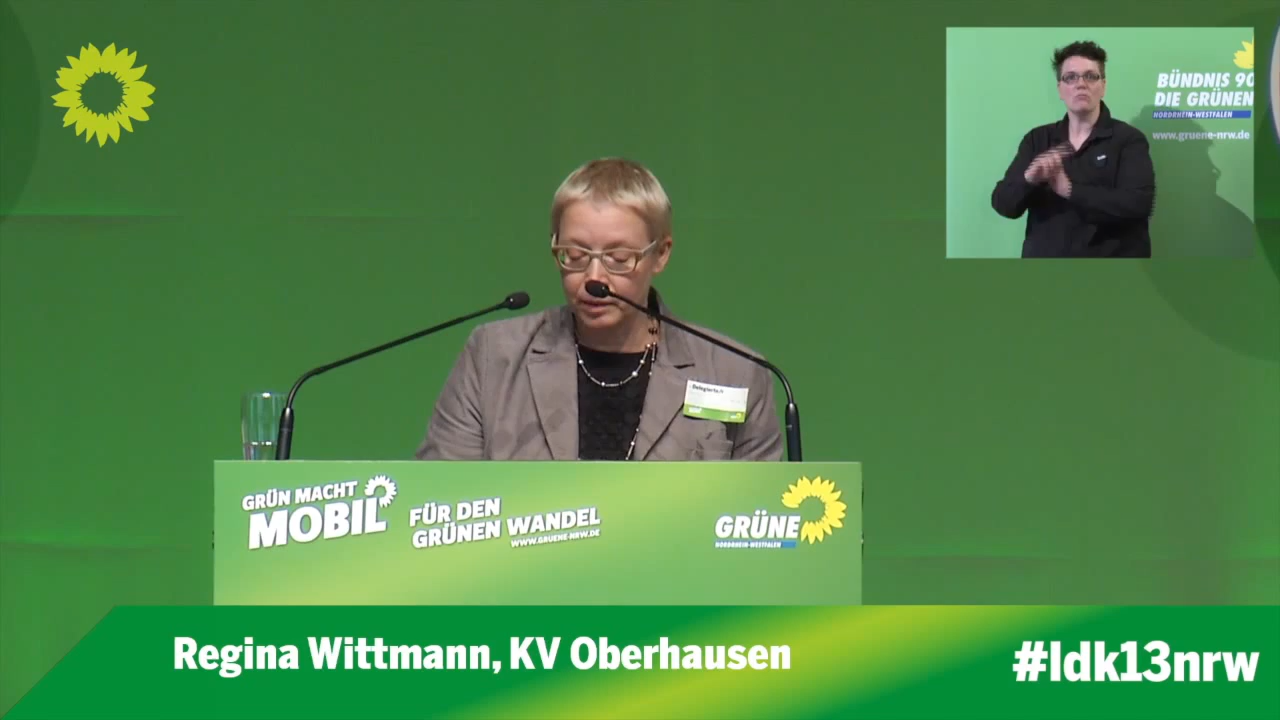 BÜNDNIS 90
DIE GRÜNEN
NORDRHEIN-WESTFALEN
www.gruene-nrw.de
Delegierte/r
GRÜN MACHT
MOBIL
FÜR DEN
GRÜNEN WANDEL
WWW.GRUENE-NRW.DE
GRÜNE
NORDRHEIN-WESTFALEN
Regina Wittmann, KV Oberhausen
#ldk13nrw